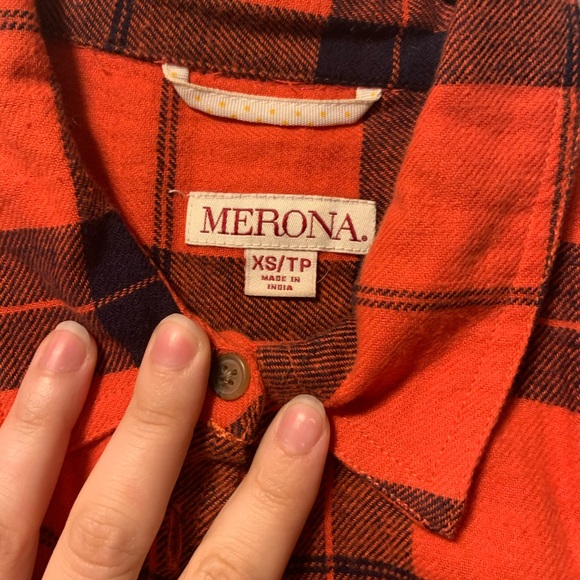 MERONA.
XS/TP
MADE IN
INDIA